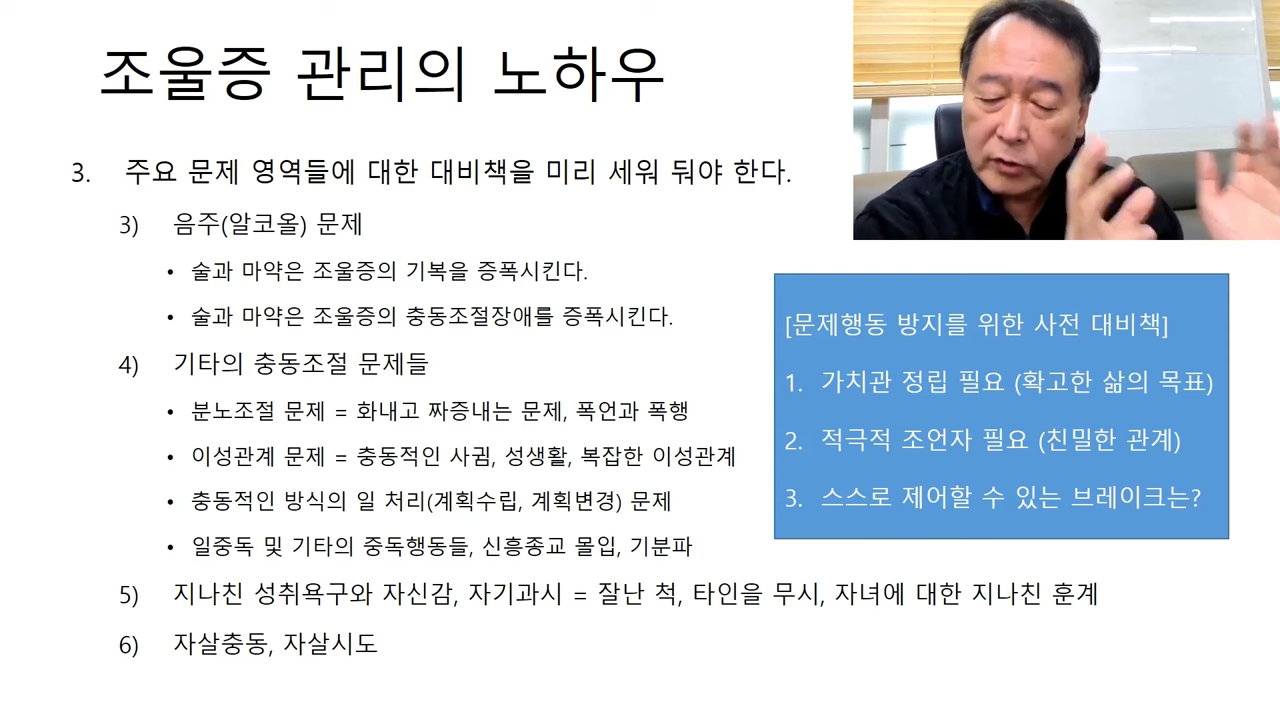 조울증 관리의 노하우
3. 주요 문제 영역들에 대한 대비책을 미리 세워 둬야 한다.
3) 음주(알코올) 문제
• 술과 마약은 조울증의 기복을 증폭시킨다.
• 술과 마약은 조울증의 충동조절장애를 증폭시킨다.
4) 기타의 충동조절 문제들
• 분노조절 문제 = 화내고 짜증내는 문제, 폭언과 폭행
• 이성관계 문제 = 충동적인 사귐, 성생활, 복잡한 이성관계
• 충동적인 방식의 일 처리(계획수립, 계획변경) 문제
• 일중독 및 기타의 중독행동들, 신흥종교 몰입, 기분파
5) 지나친 성취욕구와 자신감, 자기과시 = 잘난 척, 타인을 무시, 자녀에 대한 지나친 훈계
6) 자살충동, 자살시도
[문제행동 방지를 위한 사전 대비책]
1. 가치관 정립 필요 (확고한 삶의 목표)
2. 적극적 조언자 필요 (친밀한 관계)
3. 스스로 제어할 수 있는 브레이크는?